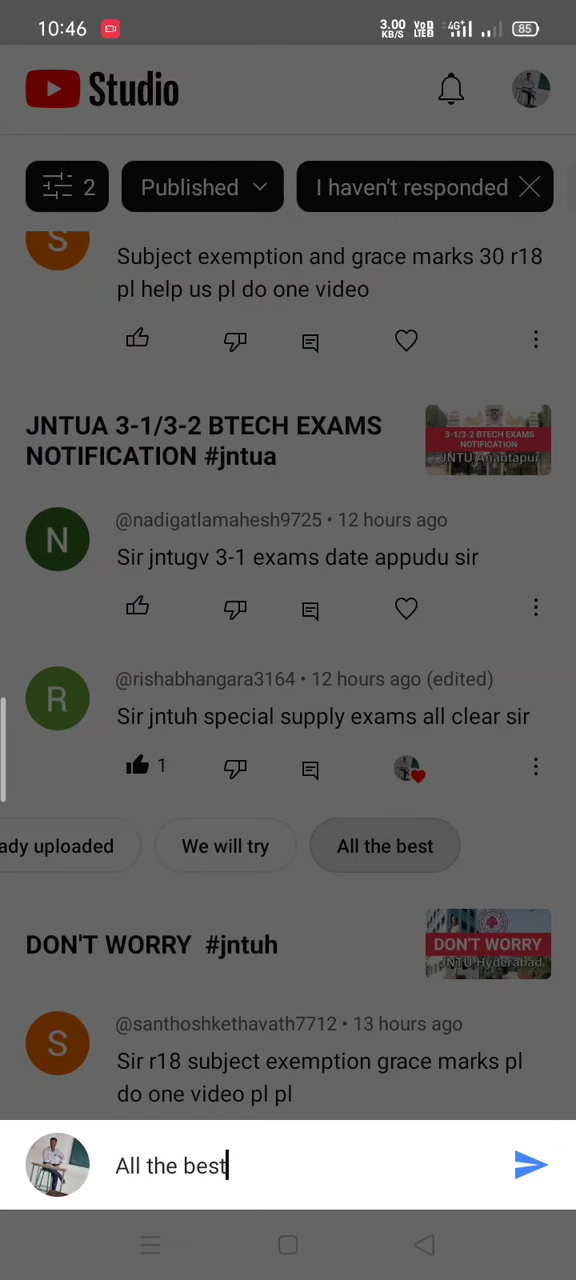 10:46 3.00 KB/S VoD LTE2 4G+ 85
Studio
2 Published I haven't responded
S
Subject exemption and grace marks 30 r18
pl help us pl do one video
JNTUA 3-1/3-2 BTECH EXAMS
NOTIFICATION #jntua
3-1/3-2 BTECH EXAMS
NOTIFICATION
JNTU Anantapur
N
@nadigatlamahesh9725 • 12 hours ago
Sir jntugv 3-1 exams date appudu sir
R
@rishabhangara3164 • 12 hours ago (edited)
Sir jntuh special supply exams all clear sir
1
ady uploaded We will try All the best
DON'T WORRY #jntuh
DON'T WORRY
JNTU Hyderabad
S
@santhoshkethavath7712 • 13 hours ago
Sir r18 subject exemption grace marks pl
do one video pl pl
All the best